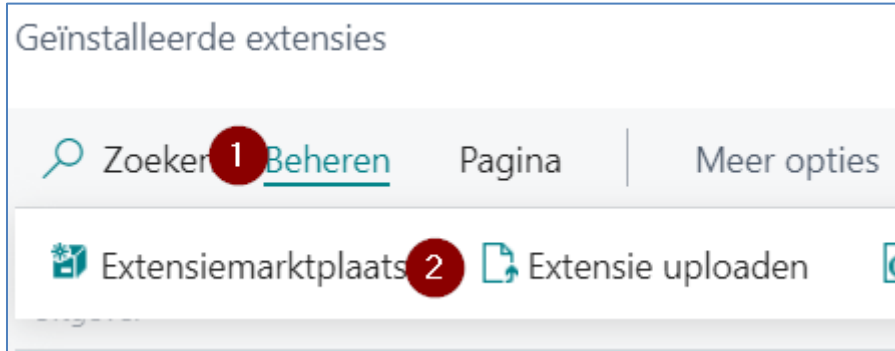 Geïnstalleerde extensies
Zoeken 1 Beheren Pagina Meer opties
Extensiemarktplaats 2 Extensie uploaden